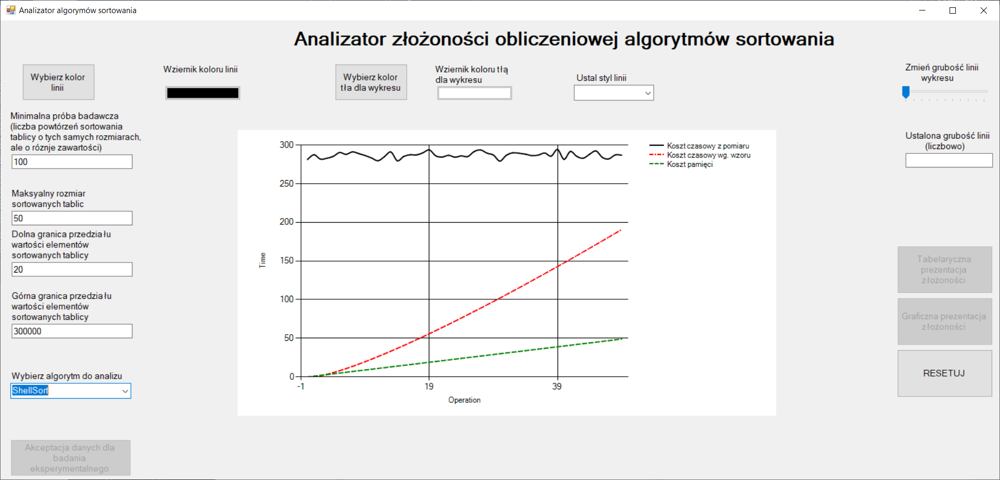 Analizator algorymów sortowania
Analizator złożoności obliczeniowej algorytmów sortowania
Wybierz kolor
linii
Wziernik koloru linii
Wybierz kolor
tła dla wykresu
Wziernik koloru tłą
dla wykresu
Ustal styl linii
Zmień grubość linii
wykresu
Minimalna próba badawcza
(liczba powtórzeń sortowania
tablicy o tych samych rozmiarach,
ale o róznje zawartości)
100
Maksyalny rozmiar
sortowanych tablic
50
Dolna granica przedziału
wartości elementów
sortowanych tablicy
20
Górna granica przedziału
wartości elementów
sortowanych tablicy
300000
Wybierz algorytm do analizu
ShellSort
Akceptacja danych dla
badania
eksperymentalnego
300
250
200
150
100
50
0
-1
19
39
Time
Operation
Koszt czasowy z pomiaru
Koszt czasowy wg. wzoru
Koszt pamięci
Ustalona grubość linii
(liczbowo)
Tabelaryczna
prezentacja
złożoności
Graficzna prezentacja
złożoności
RESETUJ